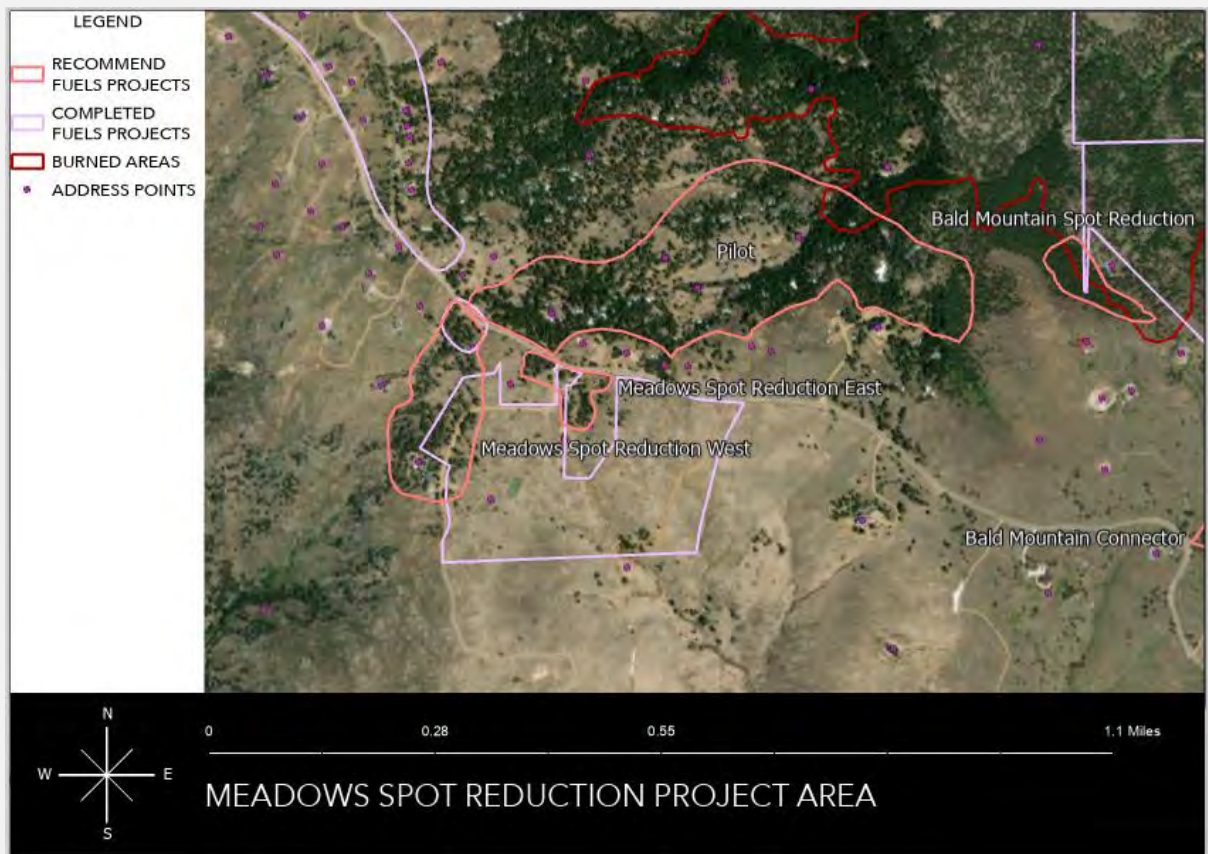 LEGEND
RECOMMEND
FUELS PROJECTS
COMPLETED
FUELS PROJECTS
BURNED AREAS
ADDRESS POINTS
Bald Mountain Spot Reduction
Pilot
Meadows Spot Reduction East
Meadows Spot Reduction West
Bald Mountain Connector
N
W E
S
0 0.28 0.55 1.1 Miles
MEADOWS SPOT REDUCTION PROJECT AREA